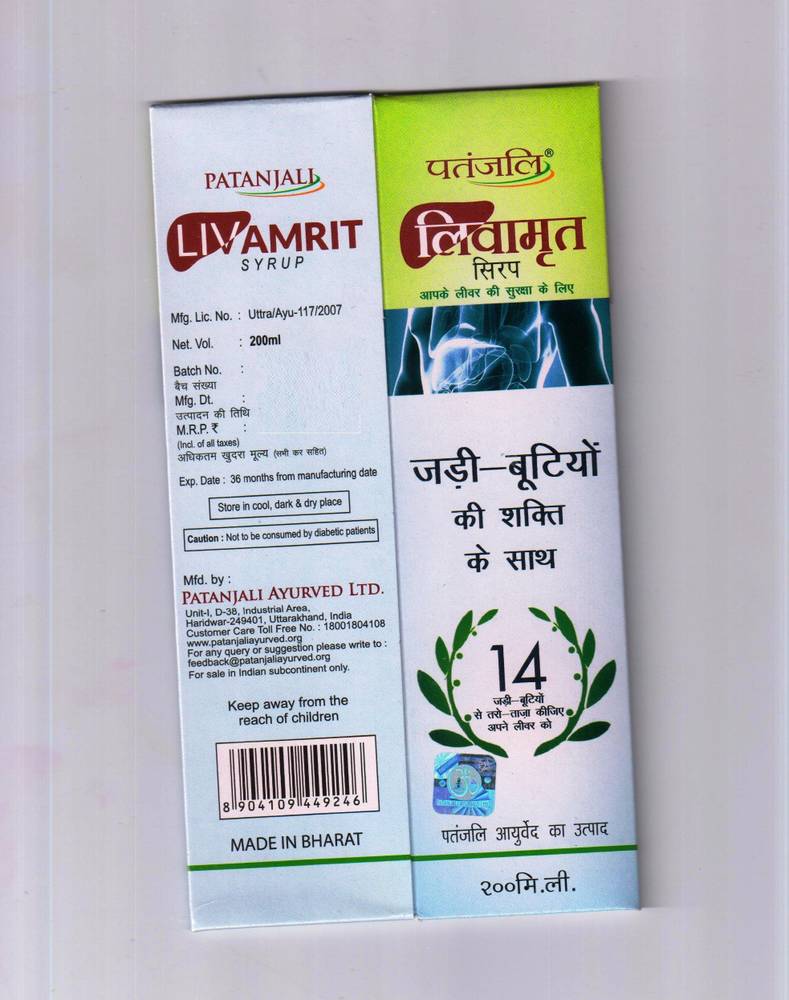 PATANJALI
LIVAMRIT
SYRUP
Mfg. Lic. No. : Uttra/Ayu-117/2007
Net. Vol. : 200ml
Batch No. :
बैच संख्या
Mfg. Dt. :
उत्पादन की तिथि
M.R.P. ₹ :
(Incl. of all taxes)
अधिकतम खुदरा मूल्य (सभी कर सहित)
Exp. Date : 36 months from manufacturing date
Store in cool, dark & dry place
Caution : Not to be consumed by diabetic patients
Mfd. by :
PATANJALI AYURVED LTD.
Unit-I, D-38, Industrial Area,
Haridwar-249401, Uttarakhand, India
Customer Care Toll Free No. : 18001804108
www.patanjaliayurved.org
For any query or suggestion please write to :
feedback@patanjaliayurved.org
For sale in Indian subcontinent only.
Keep away from the
reach of children
8 904109 449246
MADE IN BHARAT
पतंजलि®
लिवामृत
सिरप
आपके लीवर की सुरक्षा के लिए
जड़ी-बूटियों
की शक्ति
के साथ
14
जड़ी-बूटियों
से तरो-ताजा कीजिए
अपने लीवर को
पतंजलि आयुर्वेद का उत्पाद
२००मि.ली.